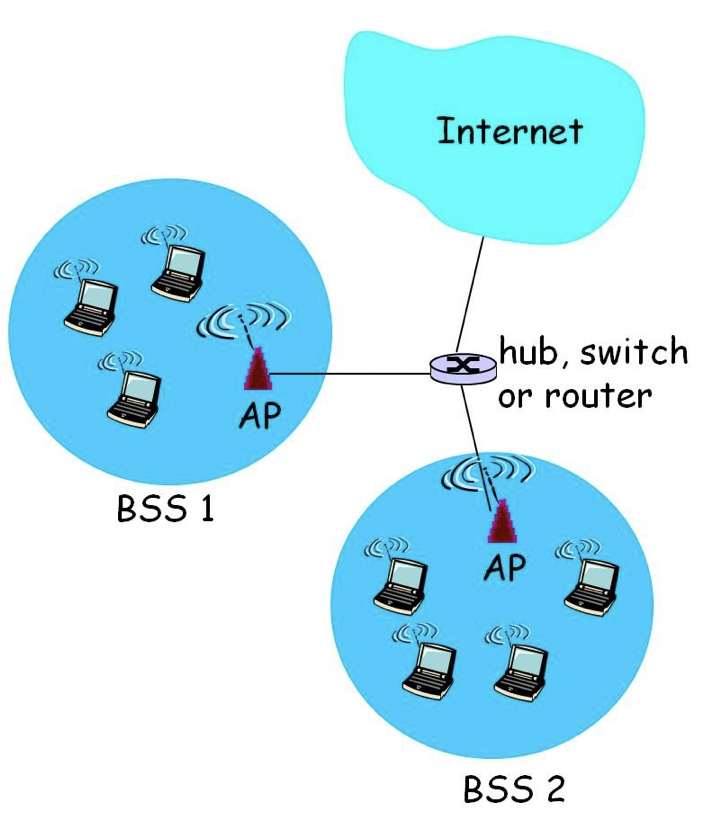 Internet
hub, switch
or router
AP
BSS 1
AP
BSS 2